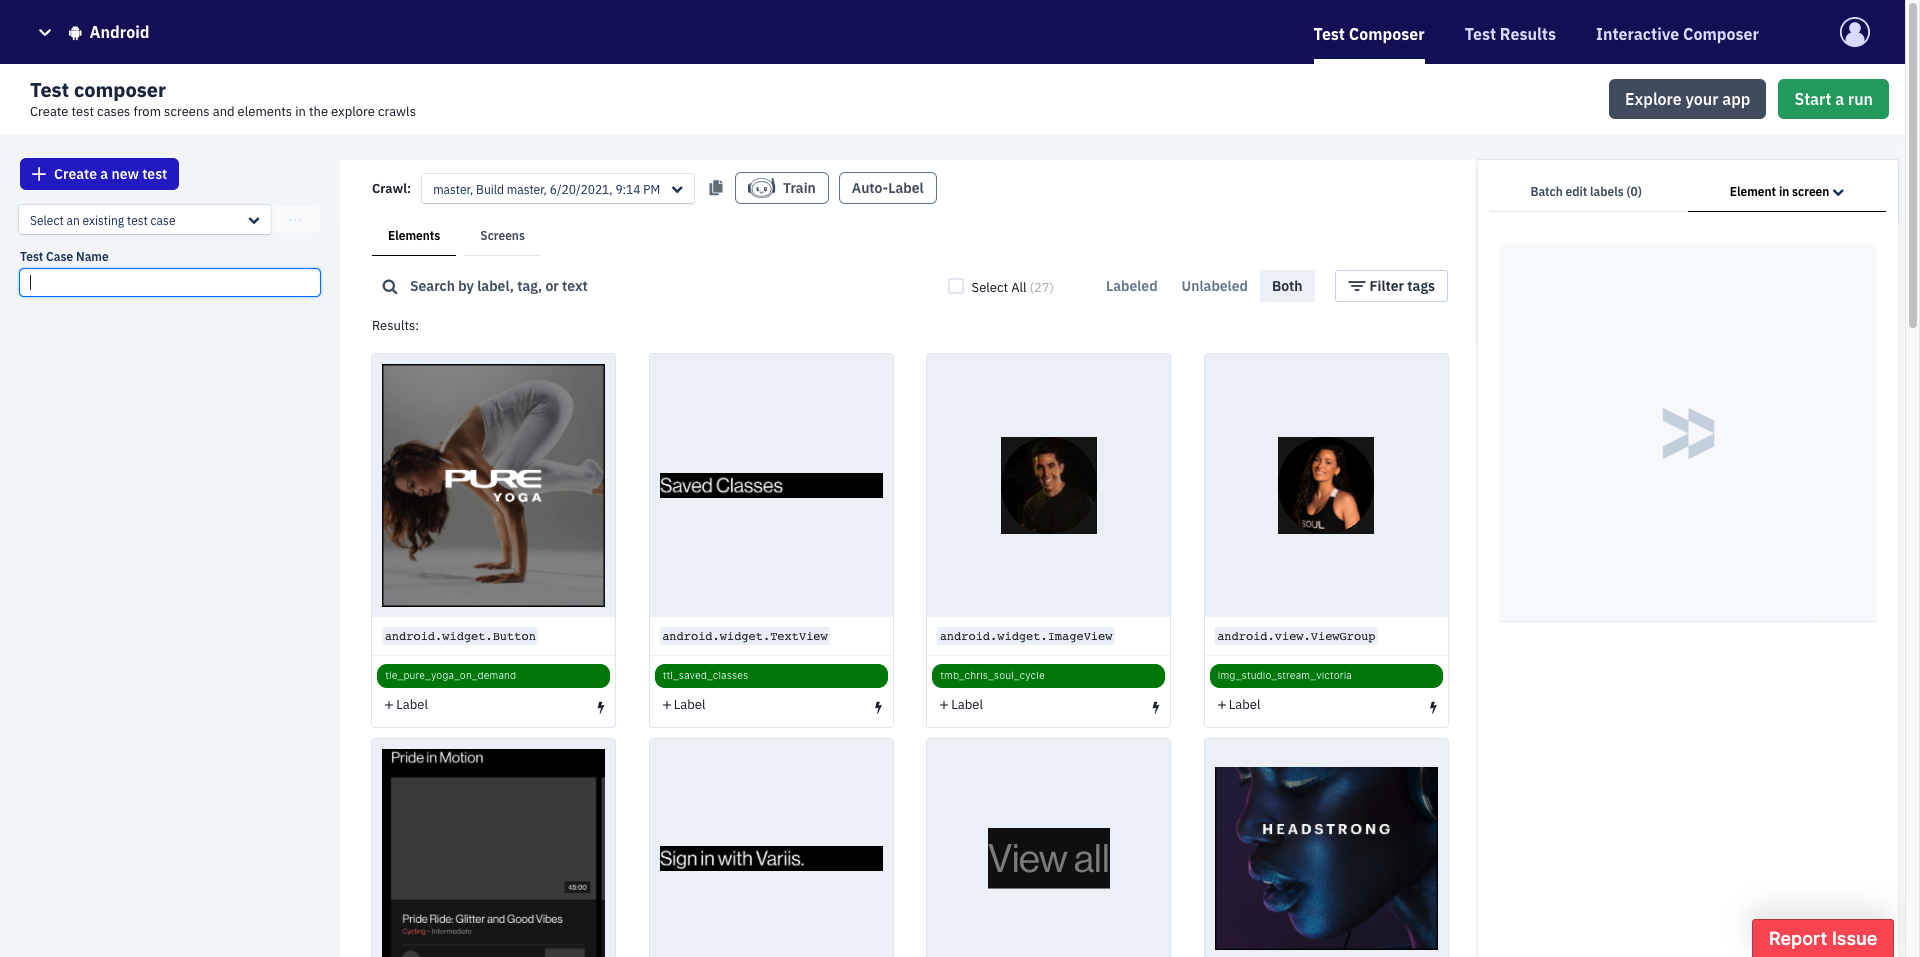 Android
Test Composer
Test Results
Interactive Composer
Test composer
Create test cases from screens and elements in the explore crawls
Explore your app
Start a run
Create a new test
Select an existing test case
Test Case Name
Crawl:
master, Build master, 6/20/2021, 9:14 PM
Train
Auto-Label
Elements
Screens
Search by label, tag, or text
Select All (27)
Labeled
Unlabeled
Both
Filter tags
Results:
PURE
YOGA
Saved Classes
SOUL
android.widget.Button
android.widget.TextView
android.widget.ImageView
android.view.ViewGroup
tle_pure_yoga_on_demand
ttl_saved_classes
tmb_chris_soul_cycle
img_studio_stream_victoria
+ Label
+ Label
+ Label
+ Label
Pride in Motion
45:00
Pride Ride: Glitter and Good Vibes
Cycling - Intermediate
Sign in with Variis.
View all
HEADSTRONG
Batch edit labels (0)
Element in screen
Report Issue